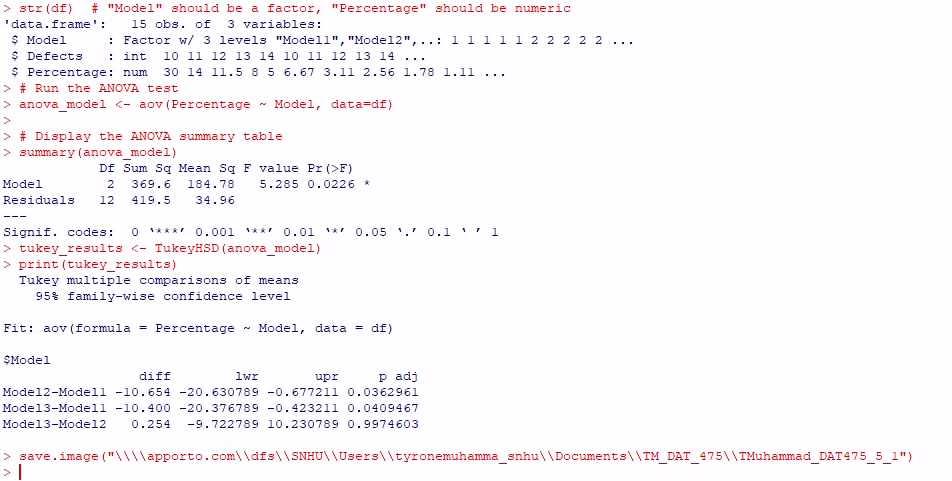 > str(df)  # "Model" should be a factor, "Percentage" should be numeric
'data.frame':   15 obs. of  3 variables:
 $ Model     : Factor w/ 3 levels "Model1","Model2",..: 1 1 1 1 1 2 2 2 2 2 ...
 $ Defects   : int  10 11 12 13 14 10 11 12 13 14 ...
 $ Percentage: num  30 14 11.5 8 5 6.67 3.11 2.56 1.78 1.11 ...
> # Run the ANOVA test
> anova_model <- aov(Percentage ~ Model, data=df)
>
> # Display the ANOVA summary table
> summary(anova_model)
            Df Sum Sq Mean Sq F value Pr(>F)
Model        2  369.6  184.78   5.285 0.0226 *
Residuals   12  419.5   34.96
---
Signif. codes:  0 ‘***’ 0.001 ‘**’ 0.01 ‘*’ 0.05 ‘.’ 0.1 ‘ ’ 1
> tukey_results <- TukeyHSD(anova_model)
> print(tukey_results)
  Tukey multiple comparisons of means
    95% family-wise confidence level

Fit: aov(formula = Percentage ~ Model, data = df)

$Model
                 diff        lwr       upr     p adj
Model2-Model1 -10.654 -20.630789 -0.677211 0.0362961
Model3-Model1 -10.400 -20.376789 -0.423211 0.0409467
Model3-Model2   0.254  -9.722789 10.230789 0.9974603

> save.image("\\\\apporto.com\\dfs\\SNHU\\Users\\tyronemuhamma_snhu\\Documents\\TM_DAT_475\\TMuhammad_DAT475_5_1")
>